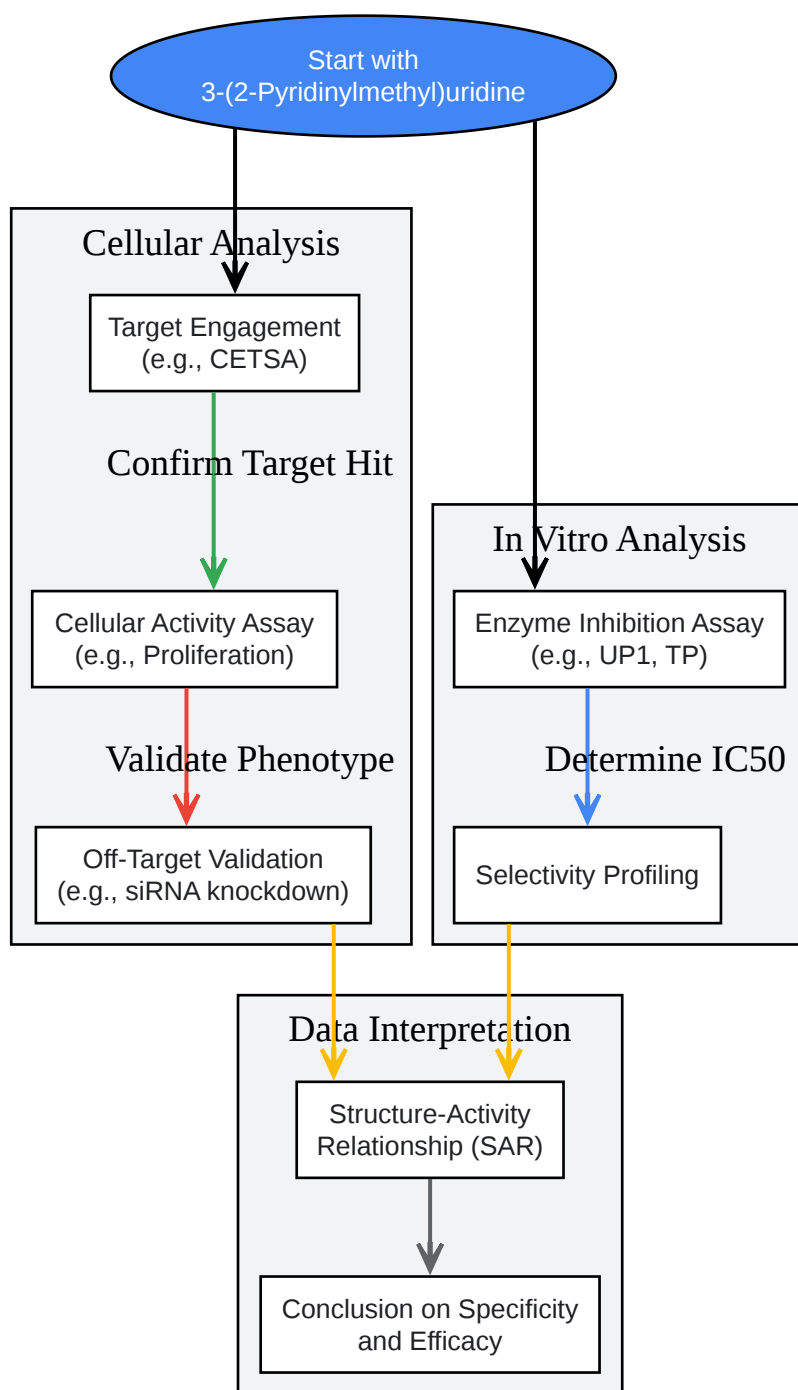 Start with
3-(2-Pyridinylmethyl)uridine
Cellular Analysis
Target Engagement
(e.g., CETSA)
Confirm Target Hit
Cellular Activity Assay
(e.g., Proliferation)
Validate Phenotype
Off-Target Validation
(e.g., siRNA knockdown)
In Vitro Analysis
Enzyme Inhibition Assay
(e.g., UP1, TP)
Determine IC50
Selectivity Profiling
Data Interpretation
Structure-Activity
Relationship (SAR)
Conclusion on Specificity
and Efficacy